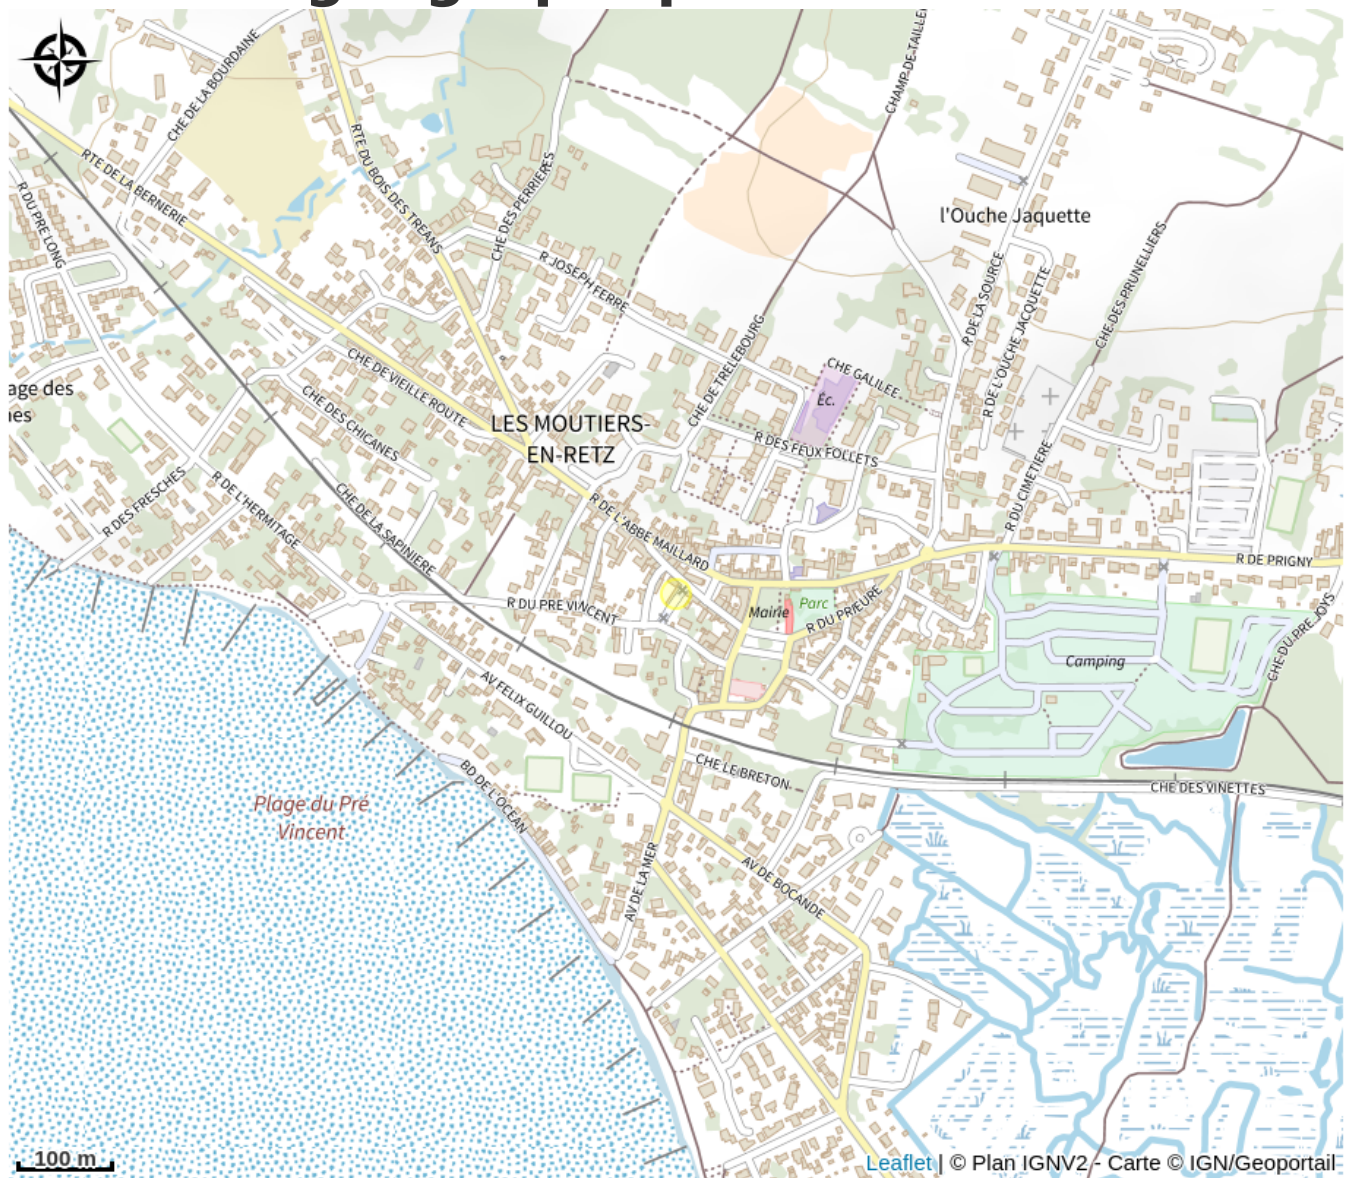 CHE DE LA BOURDAINE
CHAMP-DE-TAILLE
RTE DU BOIS DES TREANS
RTE DE LA BERNERIE
R DU PRE LONG
CHE DES PERRIERES
l'Ouche Jaquette
R JOSEPH FERRE
R DE LA SOURCE
R DE L'OUCHE JACQUETTE
CHE-DES-PRUNELLIERS
CHE DE TRELEBOURG
CHE DE VIEILLE ROUTE
CHE GALILEE
Éc.
age des
es
CHE DES CHICANES
LES MOUTIERS-
EN-RETZ
R DES FEUX FOLLETS
R DU CIMETIERE
R DES FRESCHES
R DE L'HERMITAGE
CHE DE LA SAPINIERE
R DE L'ABBE MAILLARD
R DE PRIGNY
R DU PRE VINCENT
Mairie
Parc
R DU PRIEURE
CHE-DU-PRE JOYS
Camping
AV FELIX GUILLOU
CHE LE BRETON
CHE DES VINETTES
BD DE L'OCEAN
Plage du Pré
Vincent
AV DE LA MER
AV DE BOCANDE
100 m
Leaflet | © Plan IGNV2 - Carte © IGN/Geoportail